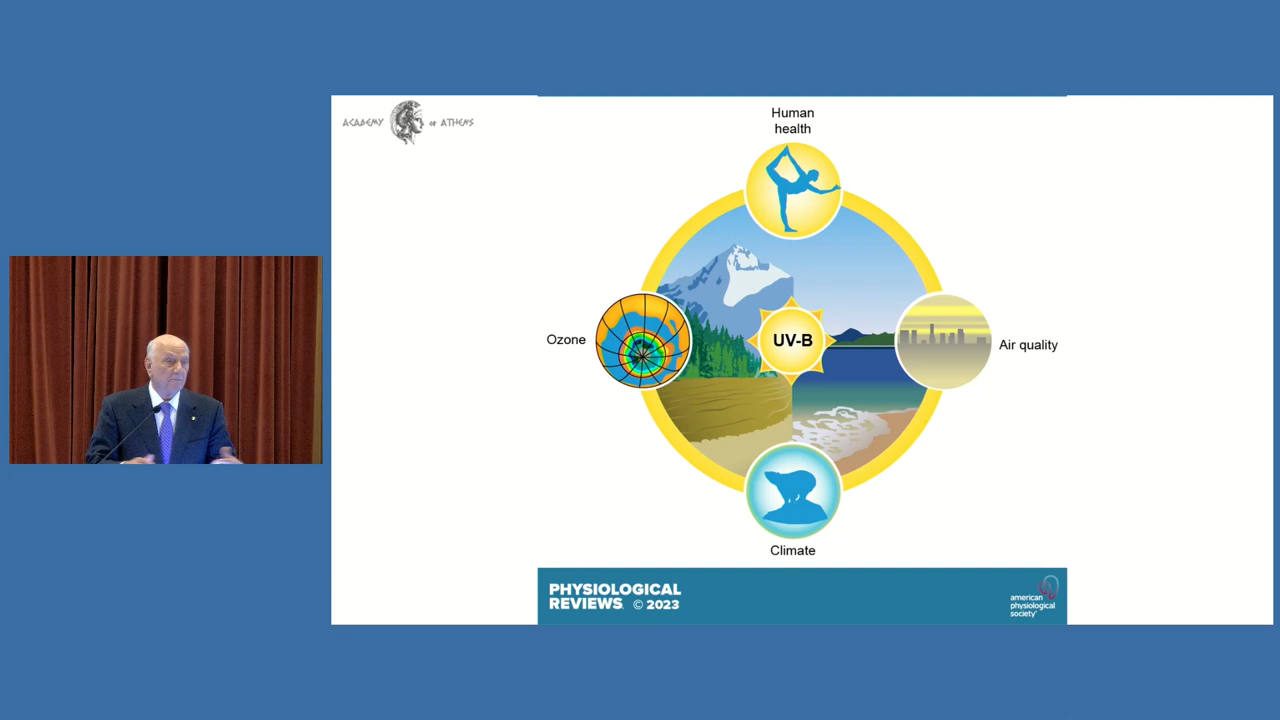 ACADEMY OF ATHENS
Human
health
Ozone
UV-B
Air quality
Climate
PHYSIOLOGICAL
REVIEWS. © 2023
american
physiological
society